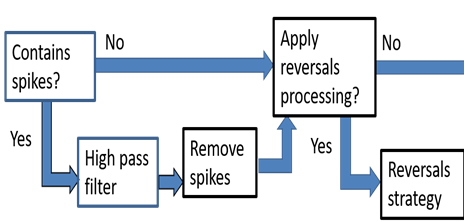 Contains
spikes?
No
Yes
High pass
filter
Remove
spikes
Apply
reversals
processing?
No
Yes
Reversals
strategy